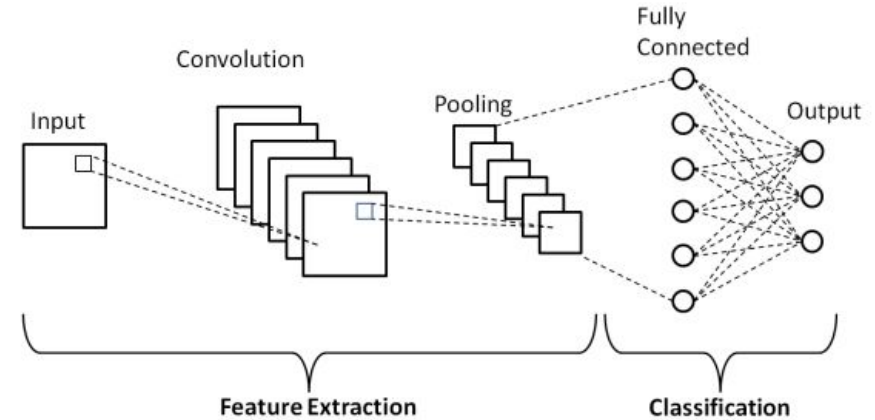 Input
Convolution
Pooling
Fully
Connected
Output
Feature Extraction
Classification